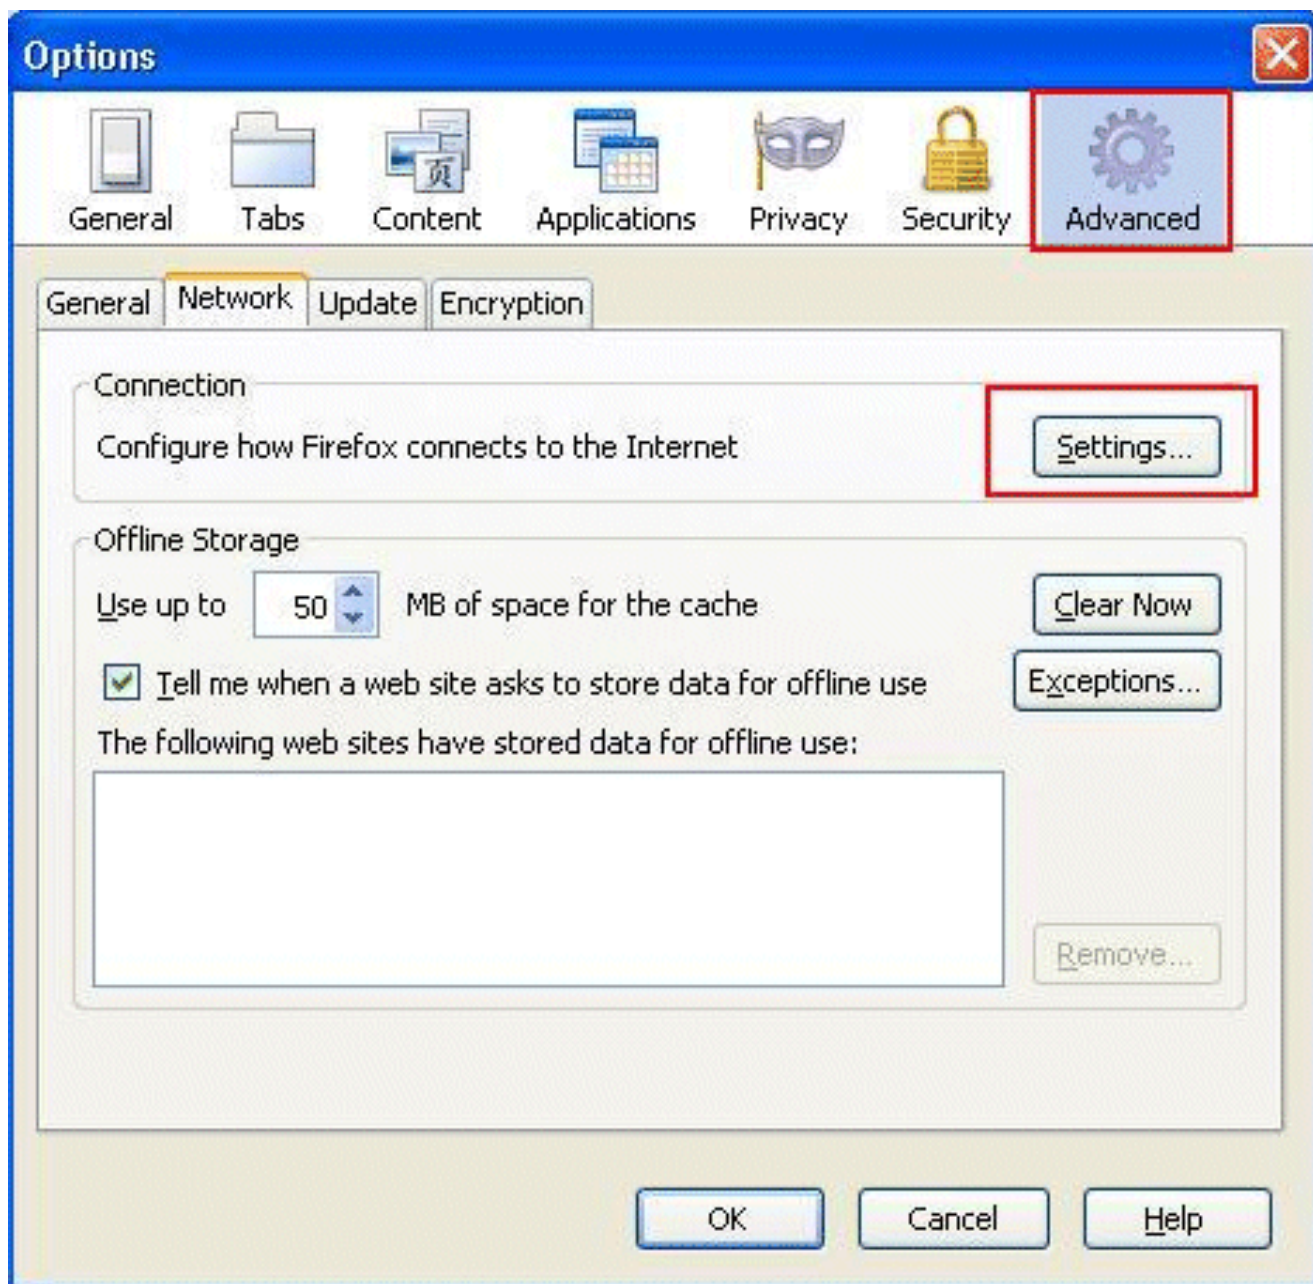 Options
页
General Tabs Content Applications Privacy Security Advanced
General Network Update Encryption
Connection
Configure how Firefox connects to the Internet Settings...
Offline Storage
Use up to 50 MB of space for the cache Clear Now
Tell me when a web site asks to store data for offline use Exceptions...
The following web sites have stored data for offline use:
Remove...
OK Cancel Help